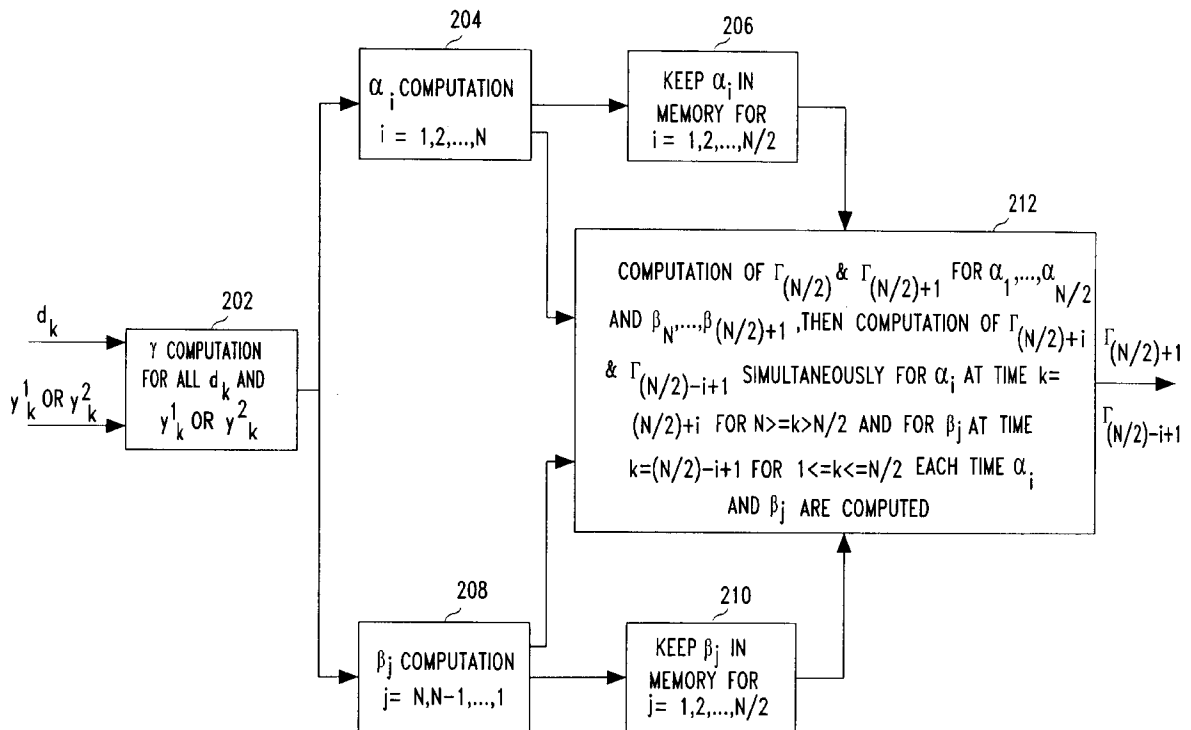 204
α_i COMPUTATION
i = 1,2,...,N
206
KEEP α_i IN
MEMORY FOR
i = 1,2,...,N/2
212
COMPUTATION OF Γ_(N/2) & Γ_(N/2)+1 FOR α_1,...,α_N/2
AND β_N,...,β_(N/2)+1 ,THEN COMPUTATION OF Γ_(N/2)+i
& Γ_(N/2)-i+1 SIMULTANEOUSLY FOR α_i AT TIME k=
(N/2)+i FOR N>=k>N/2 AND FOR β_j AT TIME
k=(N/2)-i+1 FOR 1<=k<=N/2 EACH TIME α_i
AND β_j ARE COMPUTED
202
d_k
y^1_k OR y^2_k
γ COMPUTATION
FOR ALL d_k AND
y^1_k OR y^2_k
Γ_(N/2)+1
Γ_(N/2)-i+1
208
β_j COMPUTATION
j= N,N-1,...,1
210
KEEP β_j IN
MEMORY FOR
j= 1,2,...,N/2